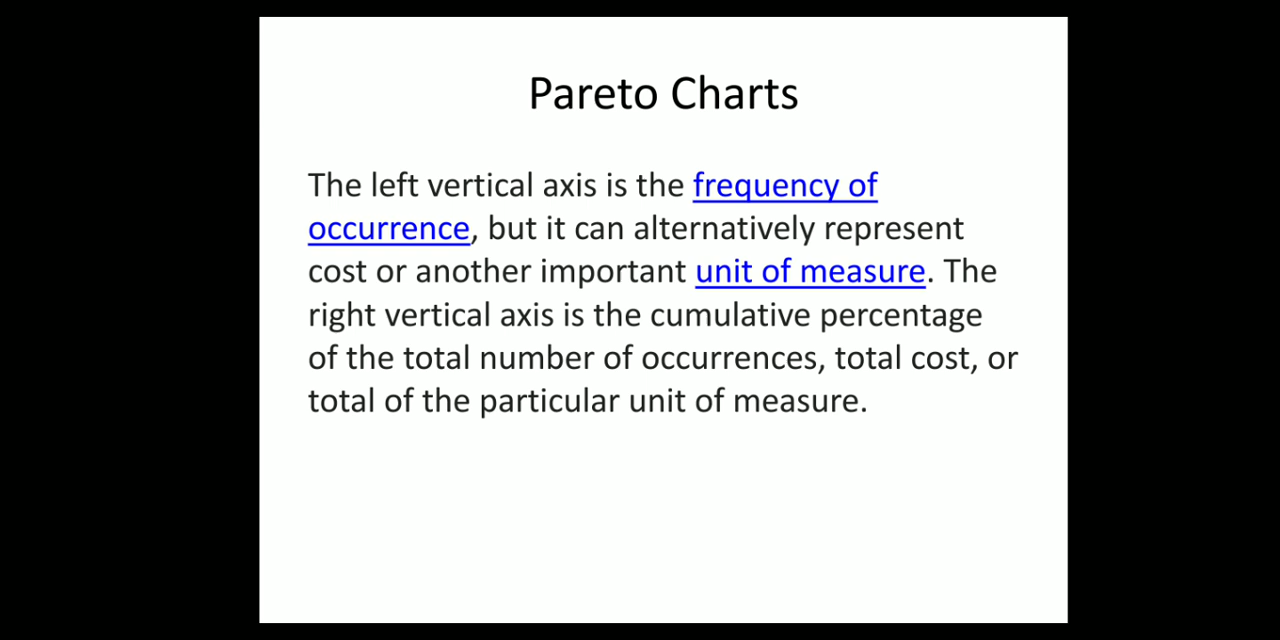 Pareto Charts
The left vertical axis is the frequency of
occurrence, but it can alternatively represent
cost or another important unit of measure. The
right vertical axis is the cumulative percentage
of the total number of occurrences, total cost, or
total of the particular unit of measure.